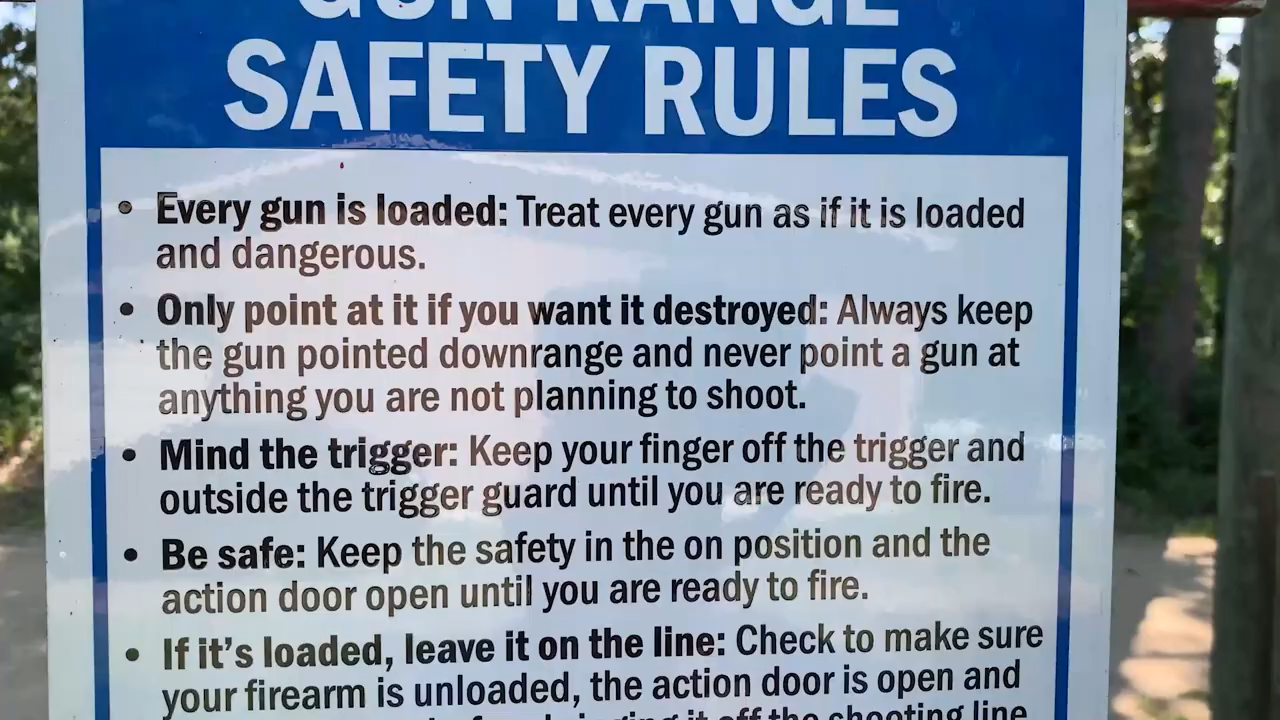 GUN RANGE
SAFETY RULES
• Every gun is loaded: Treat every gun as if it is loaded
and dangerous.
• Only point at it if you want it destroyed: Always keep
the gun pointed downrange and never point a gun at
anything you are not planning to shoot.
• Mind the trigger: Keep your finger off the trigger and
outside the trigger guard until you are ready to fire.
• Be safe: Keep the safety in the on position and the
action door open until you are ready to fire.
• If it's loaded, leave it on the line: Check to make sure
your firearm is unloaded, the action door is open and
it off the shooting line